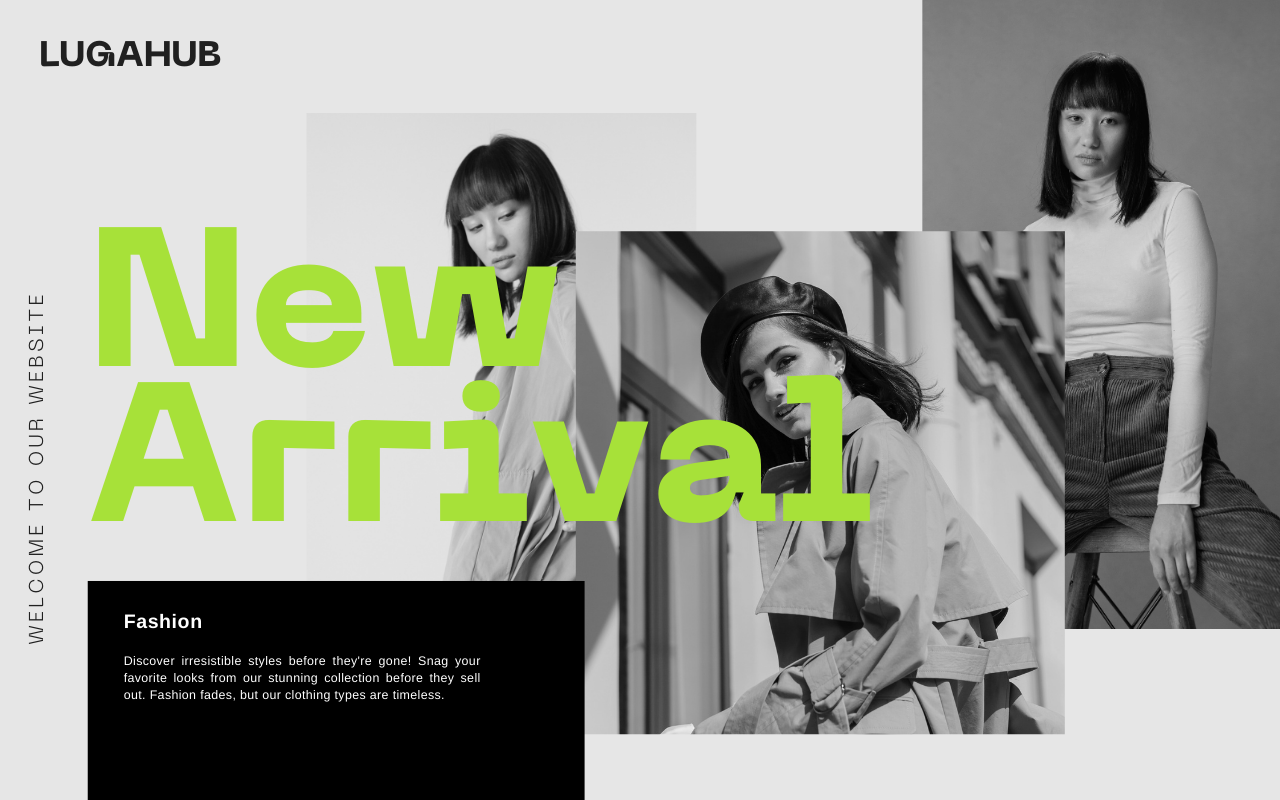 LUGAHUB
WELCOME TO OUR WEBSITE
New
Arrival
Fashion
Discover irresistible styles before they're gone! Snag your
favorite looks from our stunning collection before they sell
out. Fashion fades, but our clothing types are timeless.